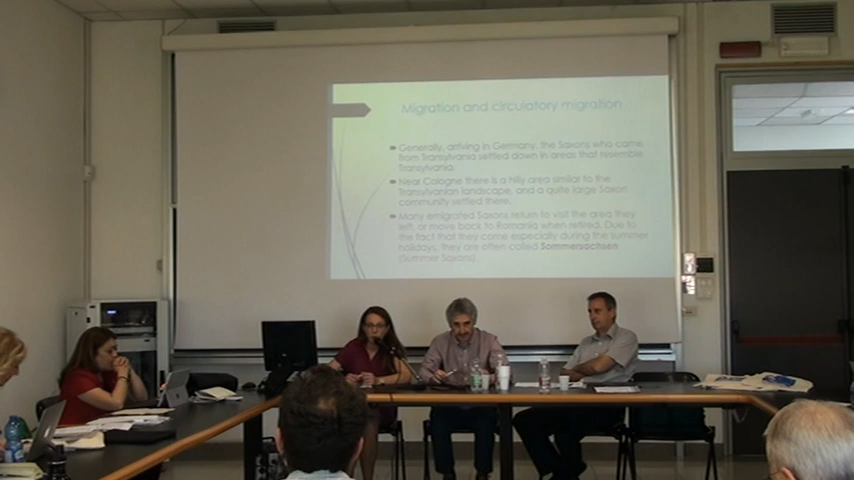 Migration and circulatory migration
Generally, arriving in Germany, the Saxons who came
from Transylvania settled down in areas that resemble
Transylvania.
Near Cologne there is a hilly area similar to the
Transylvanian landscape, and a quite large Saxon
community settled there.
Many emigrated Saxons return to visit the area they
left, or move back to Romania when retired. Due to
the fact that they come especially during the summer
holidays, they are often called Sommersachsen
(Summer Saxons).